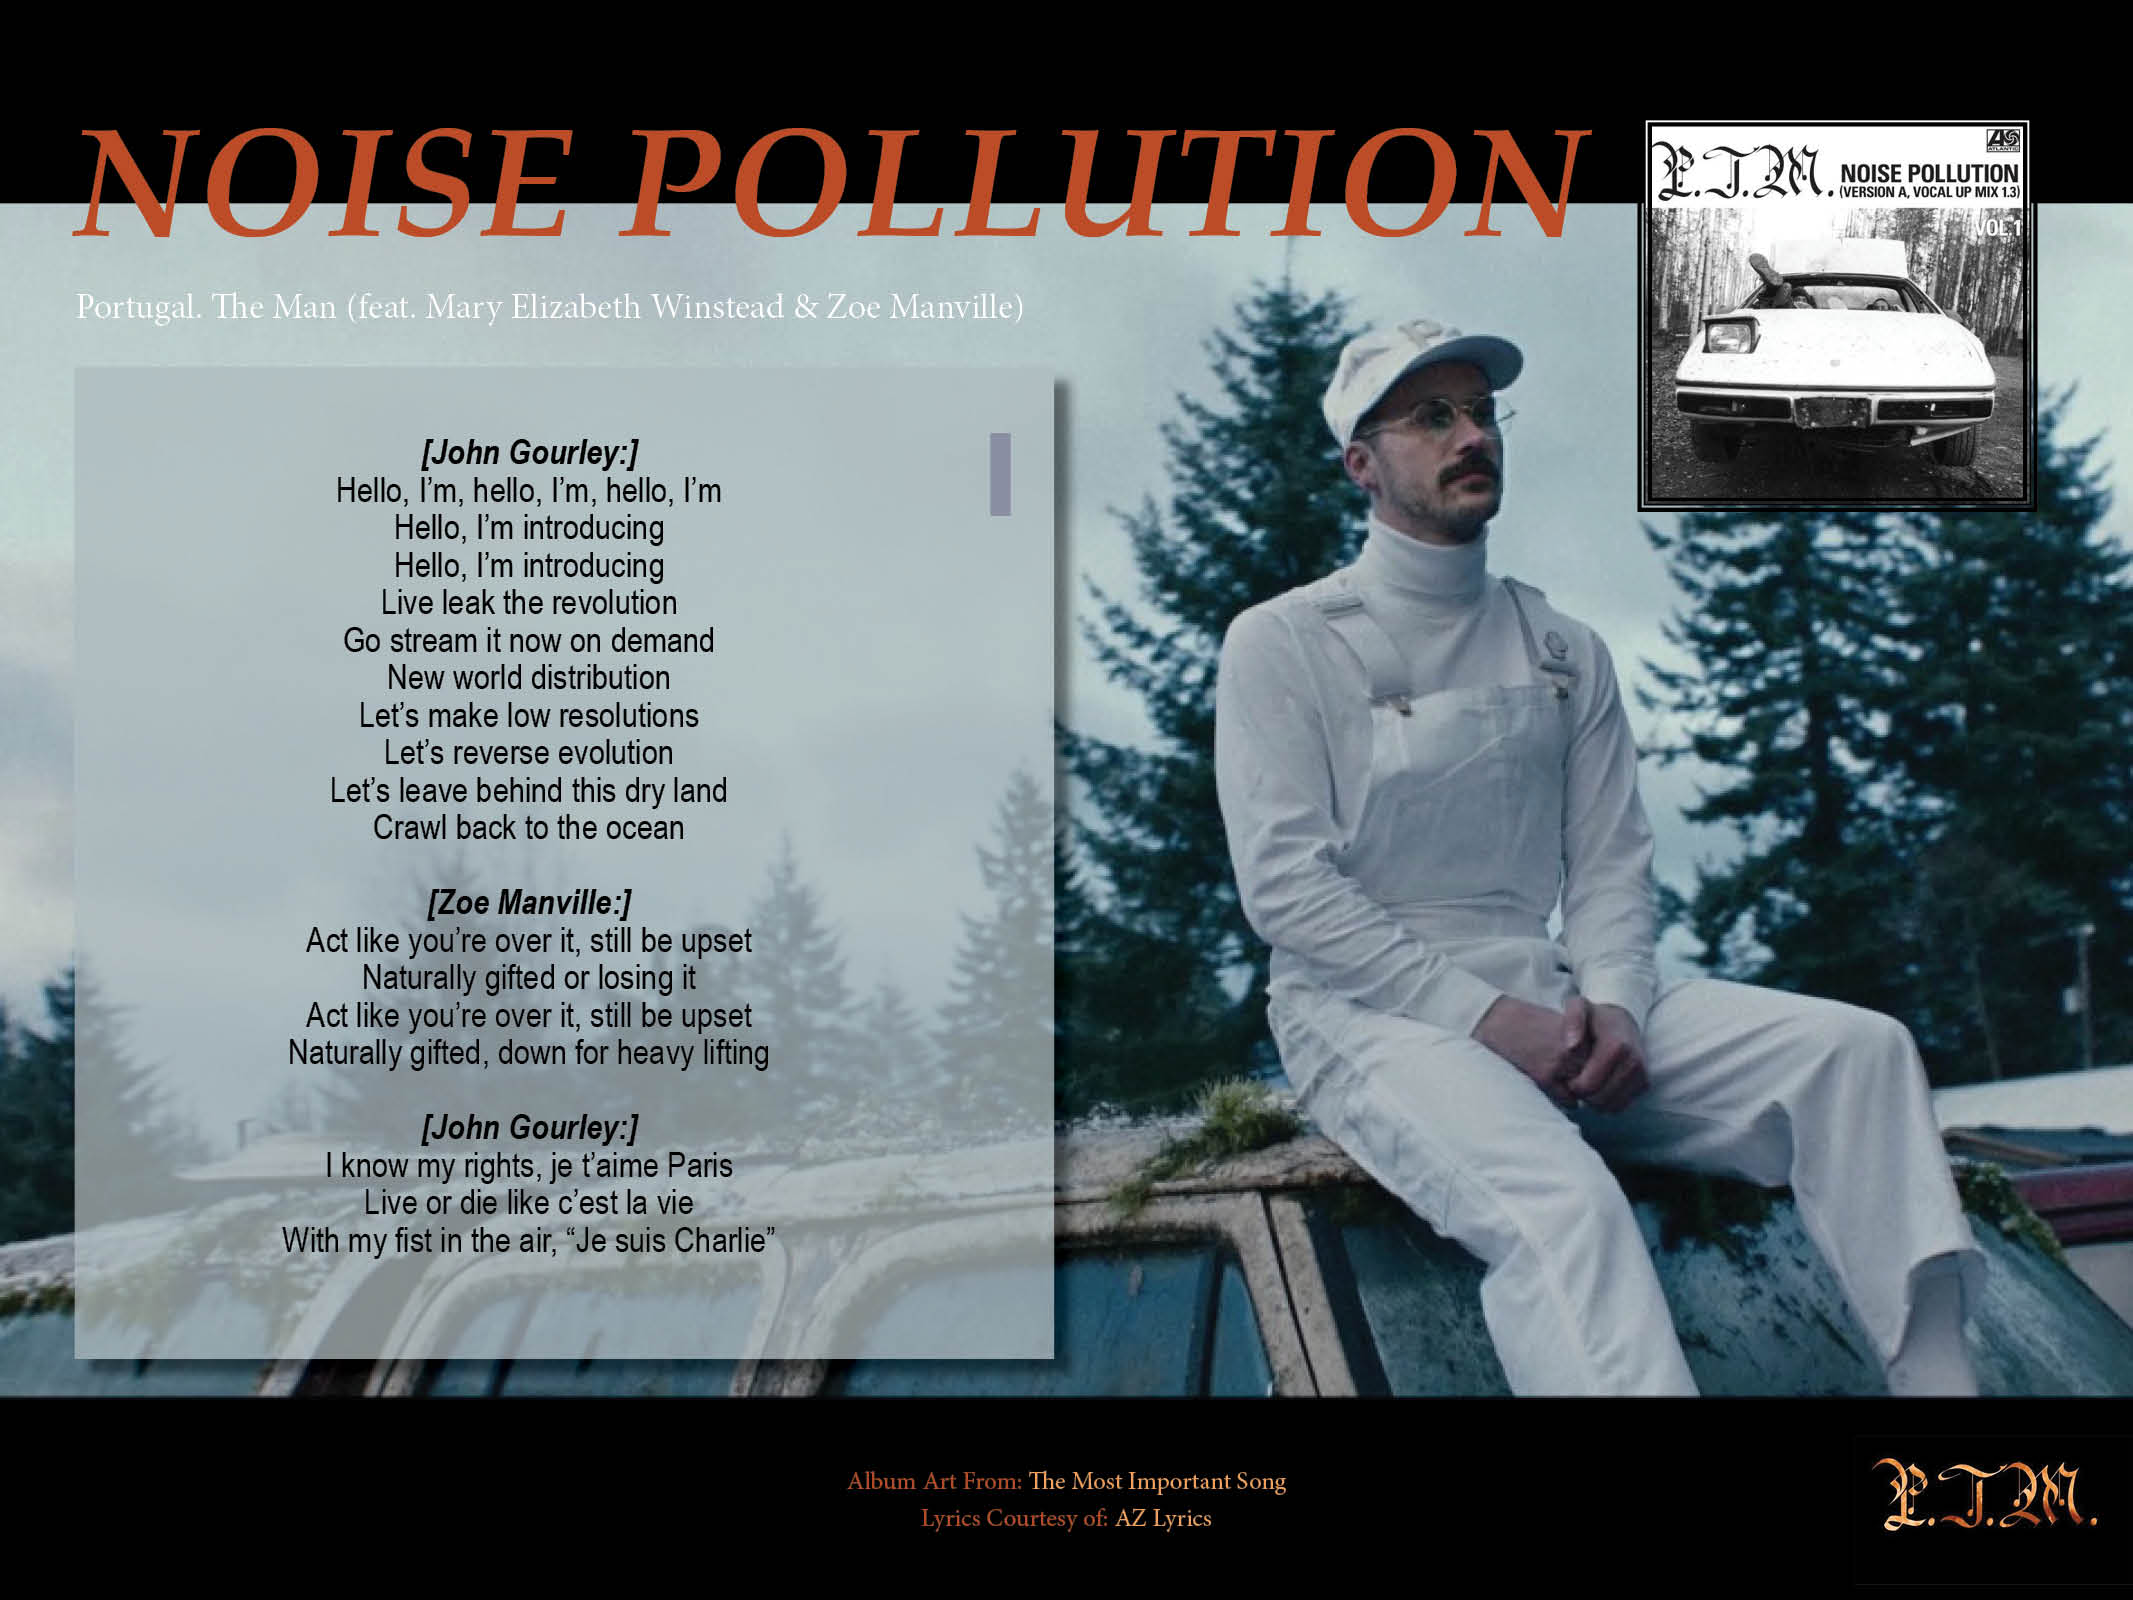 NOISE POLLUTION
P.T.M.
ATLANTIC
NOISE POLLUTION
(VERSION A, VOCAL UP MIX 1.3)
VOL.1
Portugal. The Man (feat. Mary Elizabeth Winstead & Zoe Manville)
[John Gourley:]
Hello, I’m, hello, I’m, hello, I’m
Hello, I’m introducing
Hello, I’m introducing
Live leak the revolution
Go stream it now on demand
New world distribution
Let’s make low resolutions
Let’s reverse evolution
Let’s leave behind this dry land
Crawl back to the ocean
[Zoe Manville:]
Act like you’re over it, still be upset
Naturally gifted or losing it
Act like you’re over it, still be upset
Naturally gifted, down for heavy lifting
[John Gourley:]
I know my rights, je t’aime Paris
Live or die like c’est la vie
With my fist in the air, “Je suis Charlie”
Album Art From: The Most Important Song
Lyrics Courtesy of: AZ Lyrics
P.T.M.